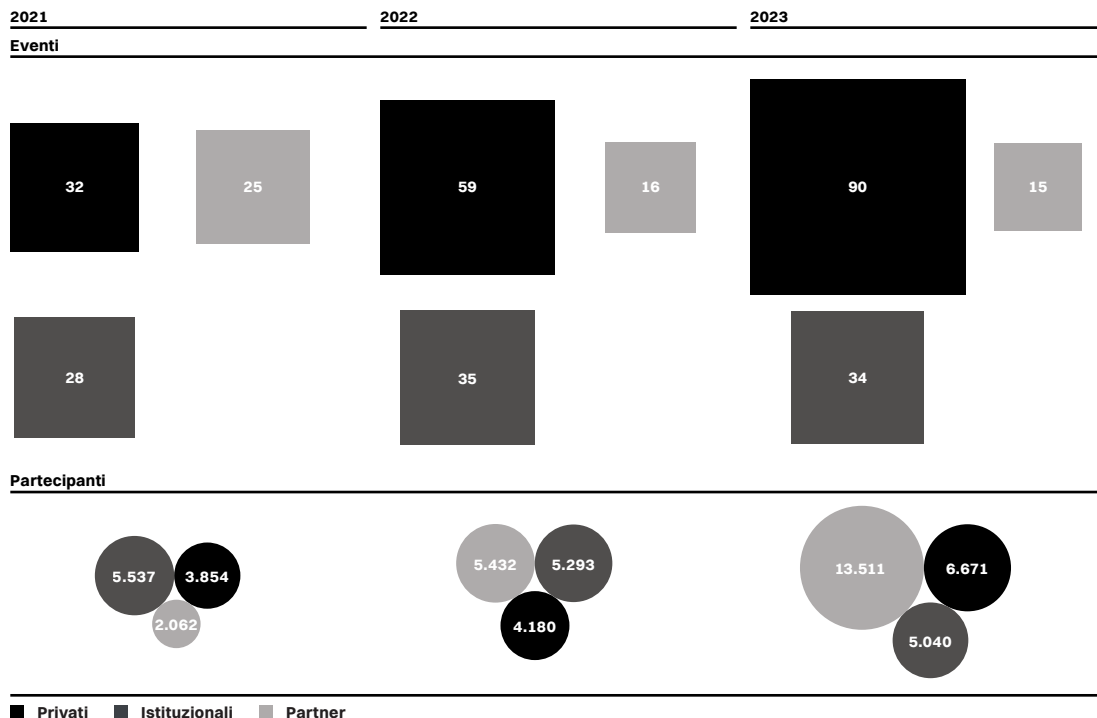 2021 2022 2023
Eventi
32 25 59 16 90 15
28 35 34
Partecipanti
5.432 5.293
13.511 6.671
5.537 3.854
2.062 4.180
5.040
Privati Istituzionali Partner